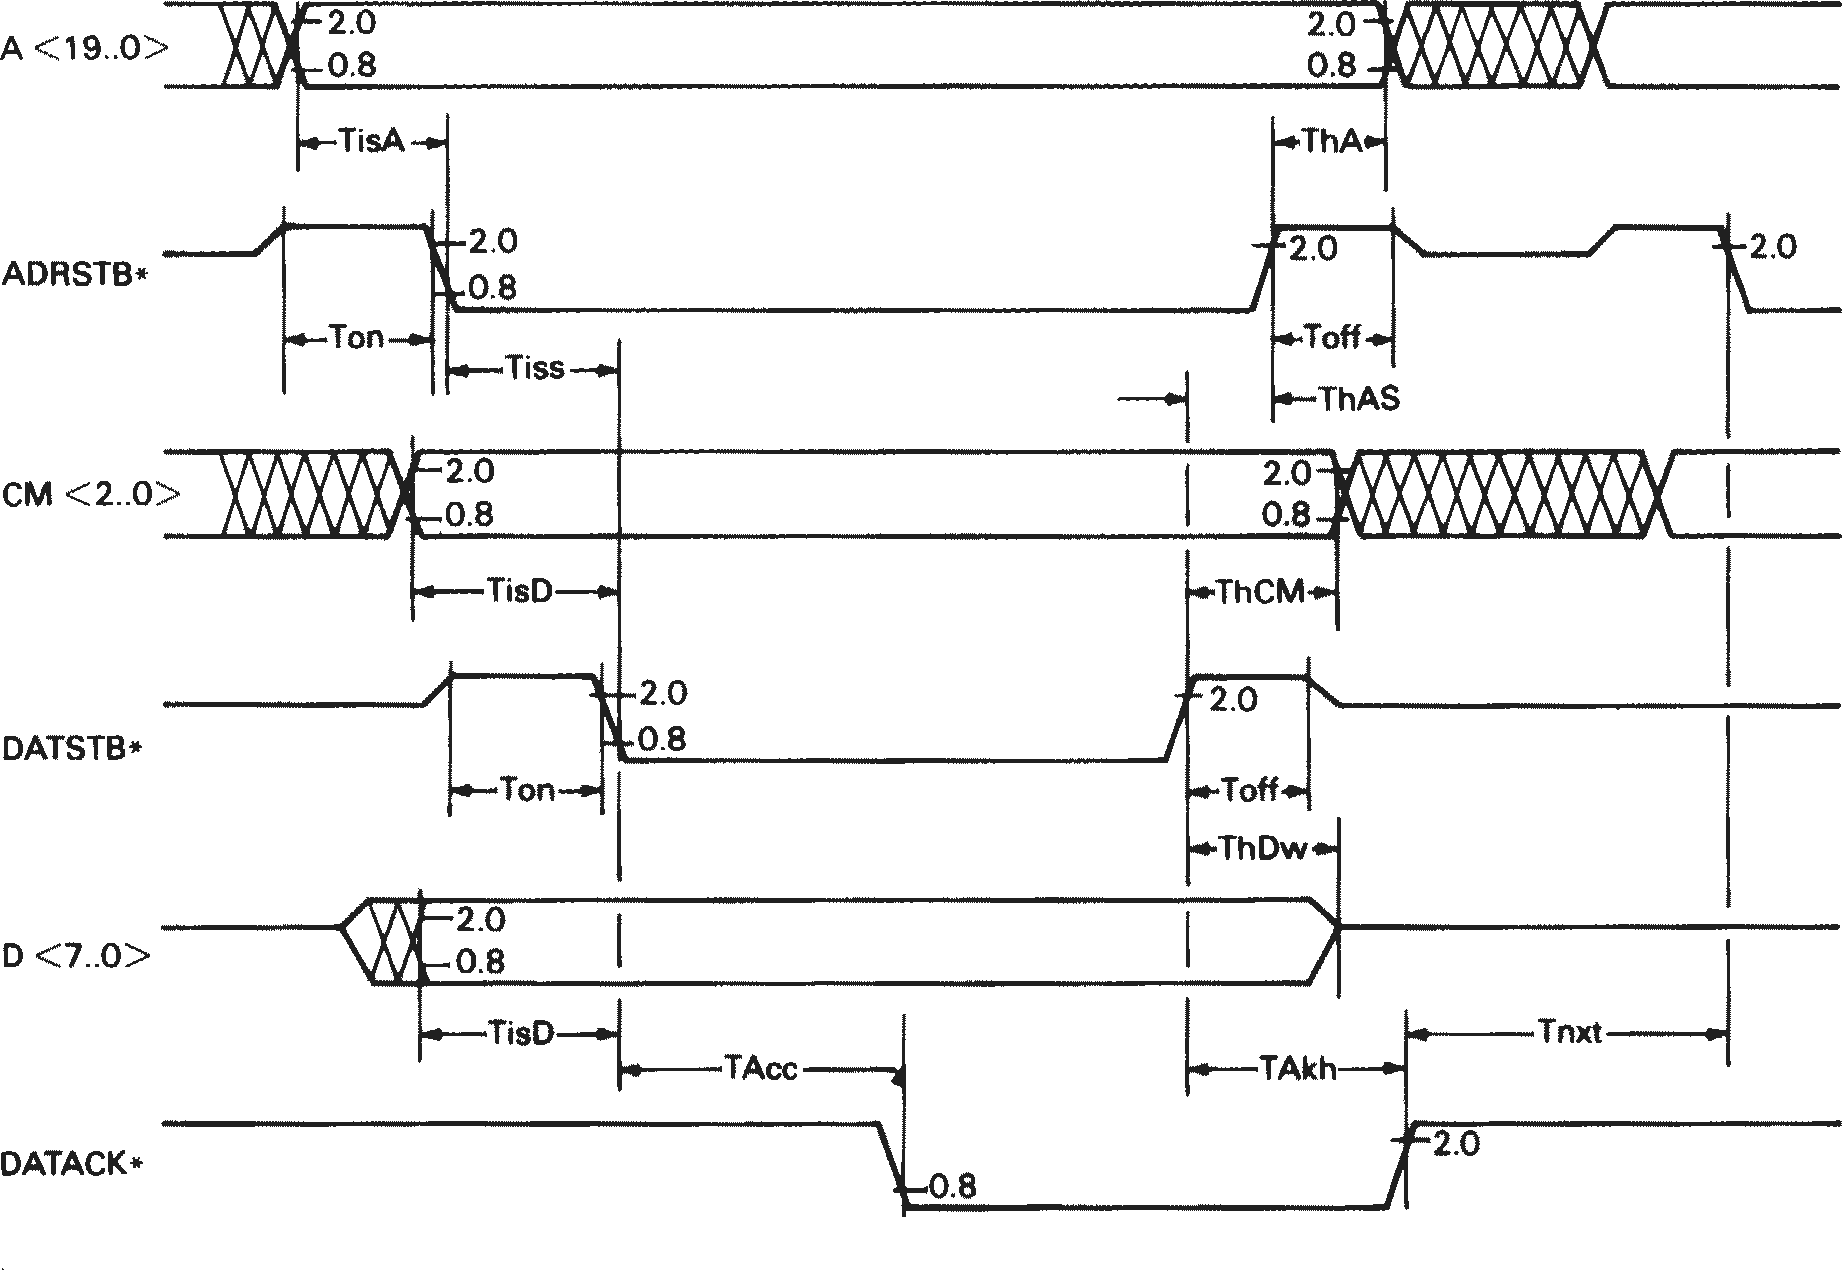 2.0 2.0
A <19..0>
0.8 0.8
TisA ThA
2.0 2.0 2.0
ADRSTB*
0.8
Ton Toff
Tiss
ThAS
2.0 2.0
CM <2..0>
0.8 0.8
TisD ThCM
2.0 2.0
DATSTB*
0.8
Ton Toff
ThDw
2.0
D <7..0>
0.8
TisD Tnxt
TAcc TAkh
2.0
DATACK*
0.8